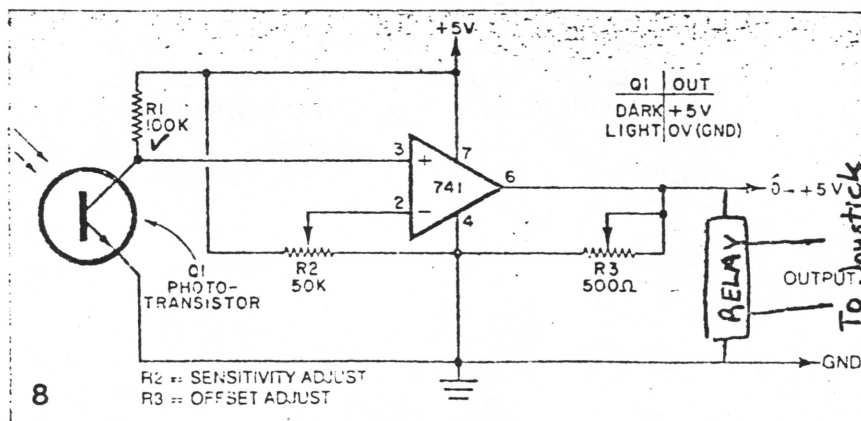 +5V
R1
100K
Q1 OUT
DARK +5V
LIGHT 0V (GND)
3
+
7
741
6
2
−
4
0→ +5V
R2
50K
R3
500Ω
Q1
PHOTO-
TRANSISTOR
RELAY
OUTPUT
To Joystick
GND
R2 = SENSITIVITY ADJUST
R3 = OFFSET ADJUST
8